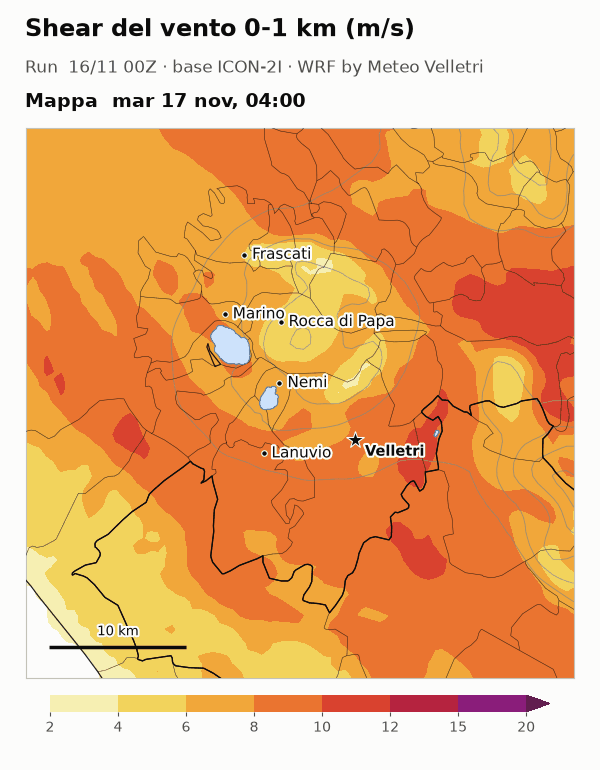 Shear del vento 0-1 km (m/s)
Run  16/11 00Z · base ICON-2I · WRF by Meteo Velletri
Mappa  mar 17 nov, 04:00
Frascati
Marino
Rocca di Papa
Nemi
Velletri
Lanuvio
10 km
2 4 6 8 10 12 15 20